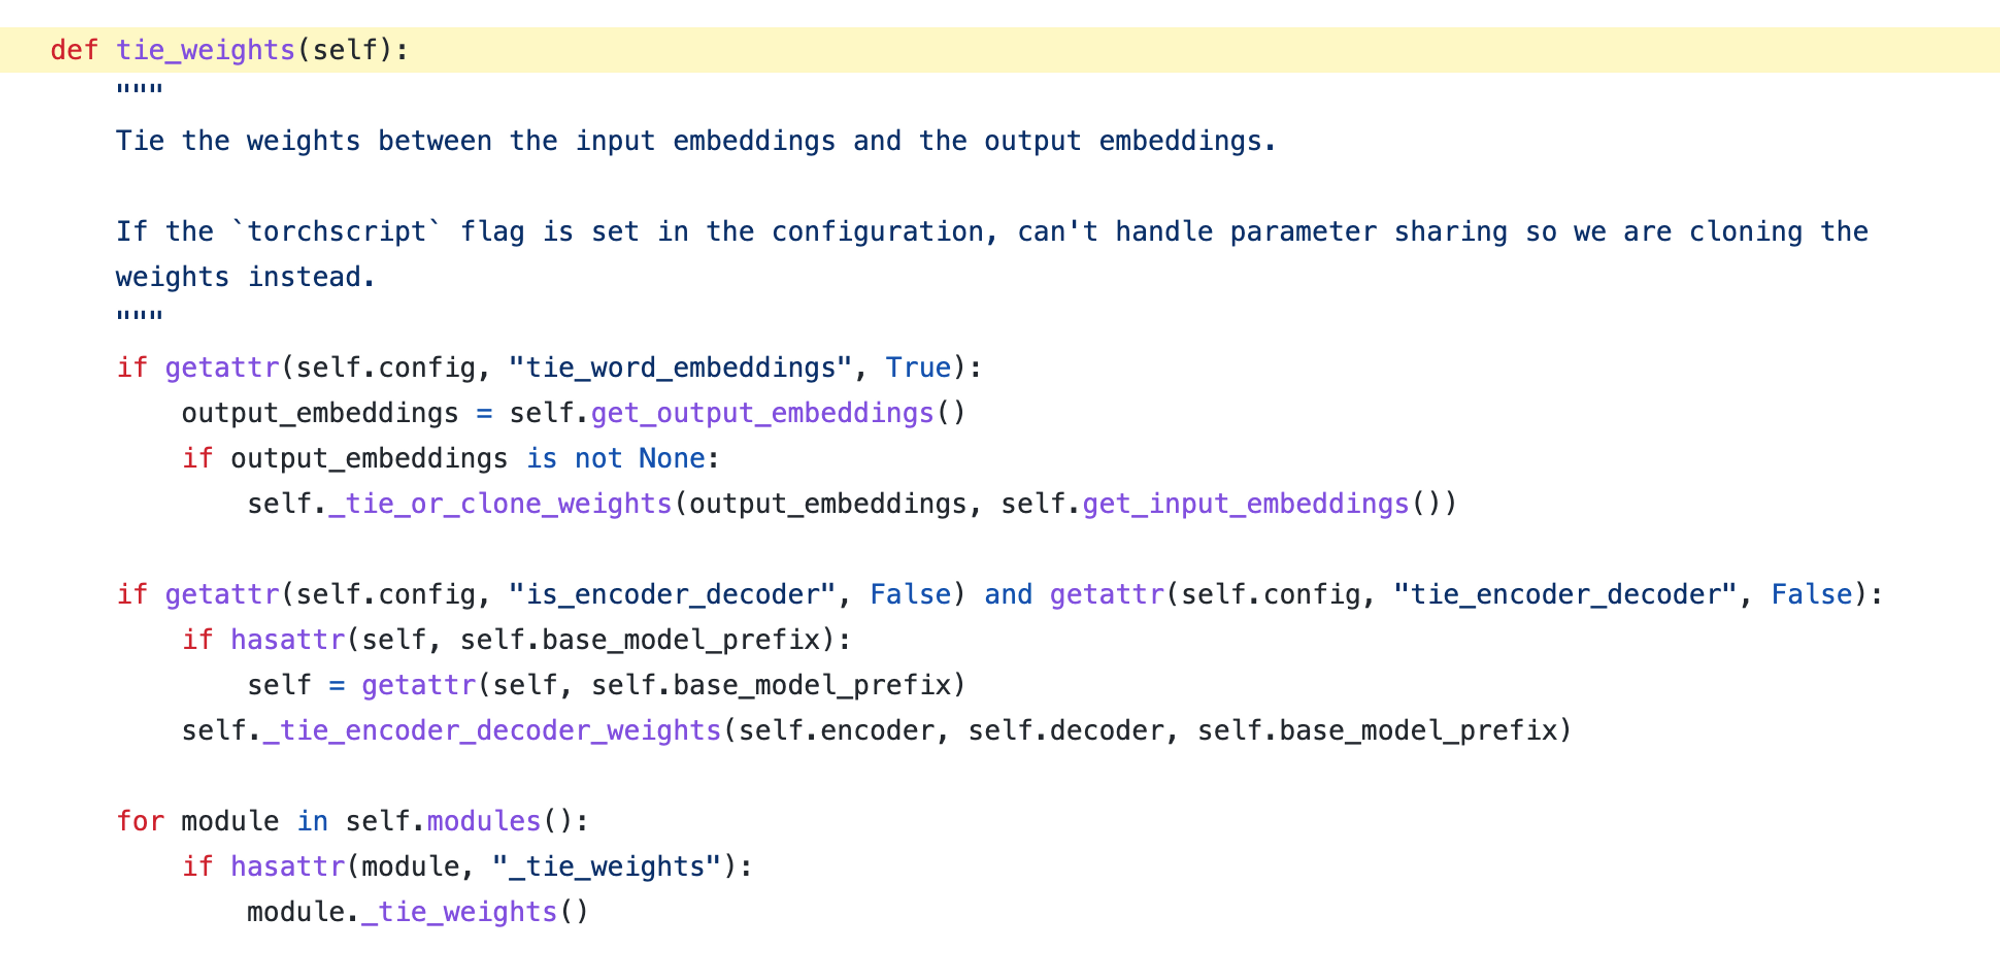 def tie_weights(self):
    """
    Tie the weights between the input embeddings and the output embeddings.

    If the `torchscript` flag is set in the configuration, can't handle parameter sharing so we are cloning the
    weights instead.
    """
    if getattr(self.config, "tie_word_embeddings", True):
        output_embeddings = self.get_output_embeddings()
        if output_embeddings is not None:
            self._tie_or_clone_weights(output_embeddings, self.get_input_embeddings())

    if getattr(self.config, "is_encoder_decoder", False) and getattr(self.config, "tie_encoder_decoder", False):
        if hasattr(self, self.base_model_prefix):
            self = getattr(self, self.base_model_prefix)
        self._tie_encoder_decoder_weights(self.encoder, self.decoder, self.base_model_prefix)

    for module in self.modules():
        if hasattr(module, "_tie_weights"):
            module._tie_weights()